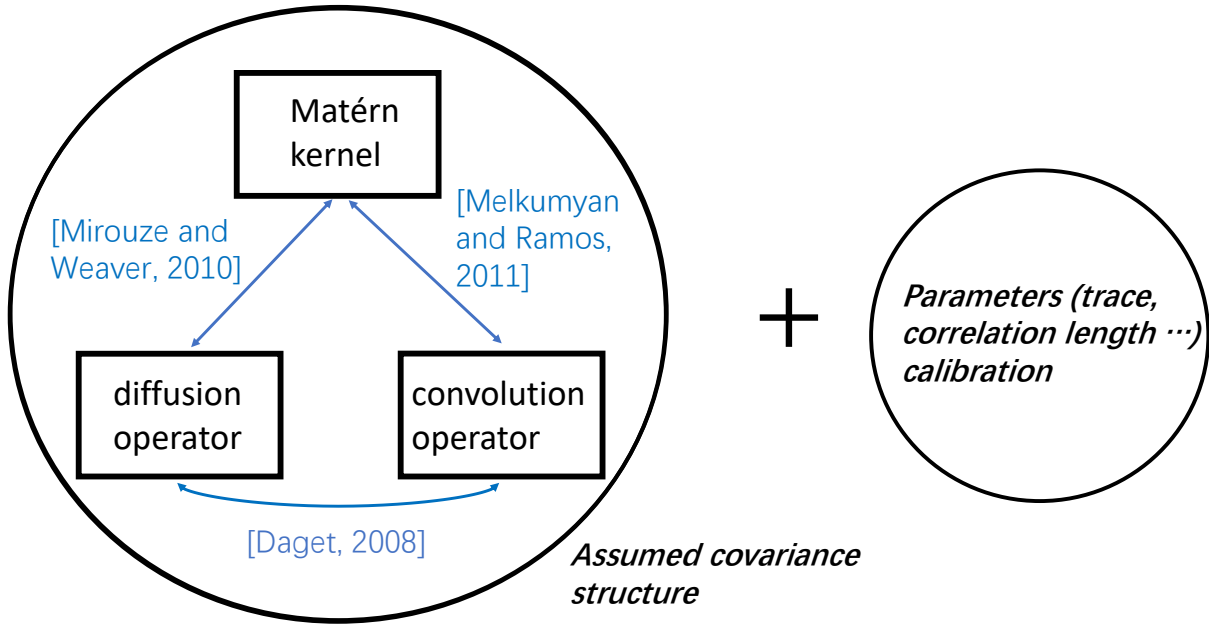 Matérn
kernel
[Mirouze and
Weaver, 2010]
[Melkumyan
and Ramos,
2011]
diffusion
operator
convolution
operator
[Daget, 2008]
Assumed covariance
structure
+
Parameters (trace,
correlation length ···)
calibration